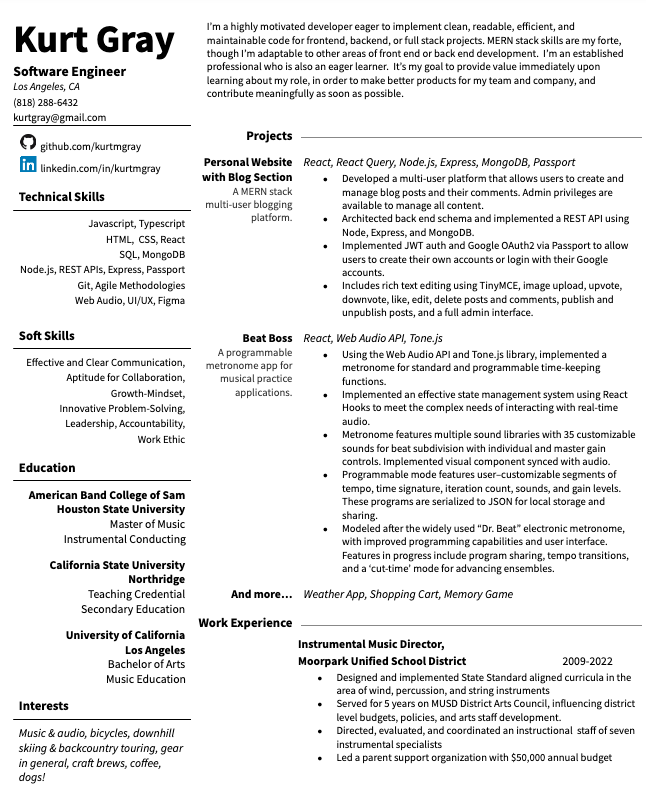 Kurt Gray
Software Engineer
Los Angeles, CA
(818) 288-6432
kurtgray@gmail.com
github.com/kurtmgray
linkedin.com/in/kurtmgray
Technical Skills
Javascript, Typescript
HTML, CSS, React
SQL, MongoDB
Node.js, REST APIs, Express, Passport
Git, Agile Methodologies
Web Audio, UI/UX, Figma
Soft Skills
Effective and Clear Communication,
Aptitude for Collaboration,
Growth-Mindset,
Innovative Problem-Solving,
Leadership, Accountability,
Work Ethic
Education
American Band College of Sam
Houston State University
Master of Music
Instrumental Conducting
California State University
Northridge
Teaching Credential
Secondary Education
University of California
Los Angeles
Bachelor of Arts
Music Education
Interests
Music & audio, bicycles, downhill
skiing & backcountry touring, gear
in general, craft brews, coffee,
dogs!
I'm a highly motivated developer eager to implement clean, readable, efficient, and
maintainable code for frontend, backend, or full stack projects. MERN stack skills are my forte,
though I'm adaptable to other areas of front end or back end development. I'm an established
professional who is also an eager learner. It's my goal to provide value immediately upon
learning about my role, in order to make better products for my team and company, and
contribute meaningfully as soon as possible.
Projects
Personal Website
with Blog Section
A MERN stack
multi-user blogging
platform.
React, React Query, Node.js, Express, MongoDB, Passport
• Developed a multi-user platform that allows users to create and
manage blog posts and their comments. Admin privileges are
available to manage all content.
• Architected back end schema and implemented a REST API using
Node, Express, and MongoDB.
• Implemented JWT auth and Google OAuth2 via Passport to allow
users to create their own accounts or login with their Google
accounts.
• Includes rich text editing using TinyMCE, image upload, upvote,
downvote, like, edit, delete posts and comments, publish and
unpublish posts, and a full admin interface.
Beat Boss
A programmable
metronome app for
musical practice
applications.
React, Web Audio API, Tone.js
• Using the Web Audio API and Tone.js library, implemented a
metronome for standard and programmable time-keeping
functions.
• Implemented an effective state management system using React
Hooks to meet the complex needs of interacting with real-time
audio.
• Metronome features multiple sound libraries with 35 customizable
sounds for beat subdivision with individual and master gain
controls. Implemented visual component synced with audio.
• Programmable mode features user–customizable segments of
tempo, time signature, iteration count, sounds, and gain levels.
These programs are serialized to JSON for local storage and
sharing.
• Modeled after the widely used “Dr. Beat” electronic metronome,
with improved programming capabilities and user interface.
Features in progress include program sharing, tempo transitions,
and a ‘cut-time’ mode for advancing ensembles.
And more… Weather App, Shopping Cart, Memory Game
Work Experience
Instrumental Music Director,
Moorpark Unified School District 2009-2022
• Designed and implemented State Standard aligned curricula in the
area of wind, percussion, and string instruments
• Served for 5 years on MUSD District Arts Council, influencing district
level budgets, policies, and arts staff development.
• Directed, evaluated, and coordinated an instructional staff of seven
instrumental specialists
• Led a parent support organization with $50,000 annual budget